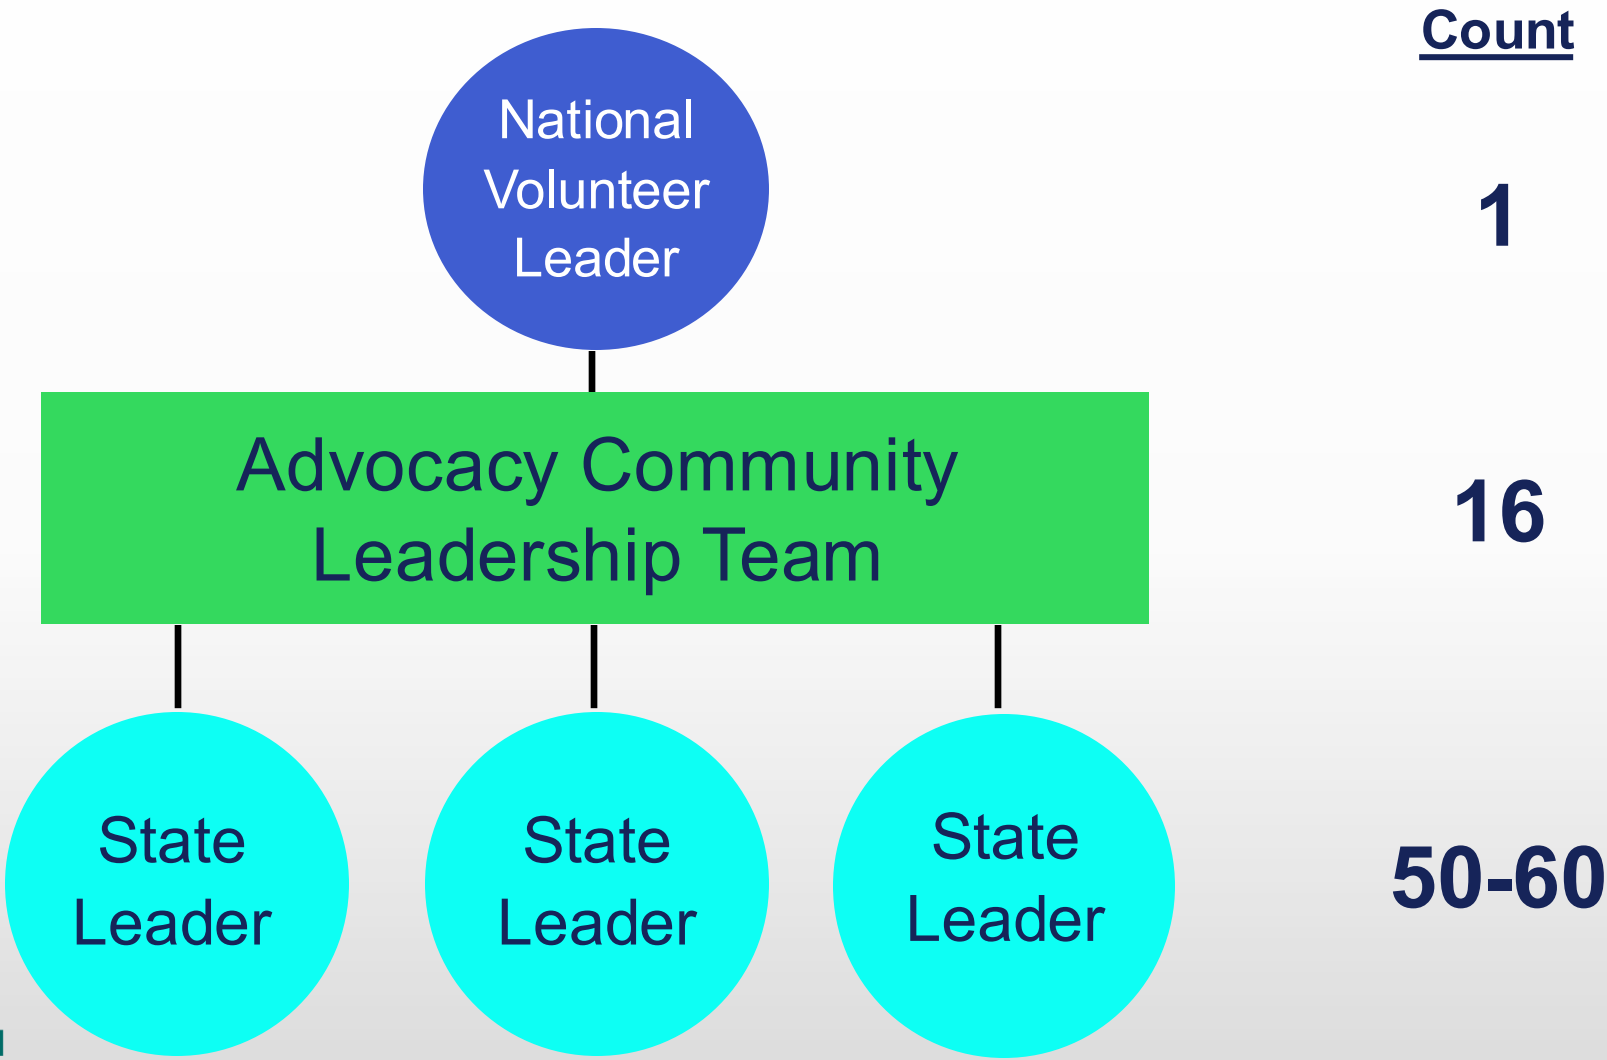 Count
National
Volunteer
Leader
1
Advocacy Community
Leadership Team
16
State
Leader
State
Leader
State
Leader
50-60